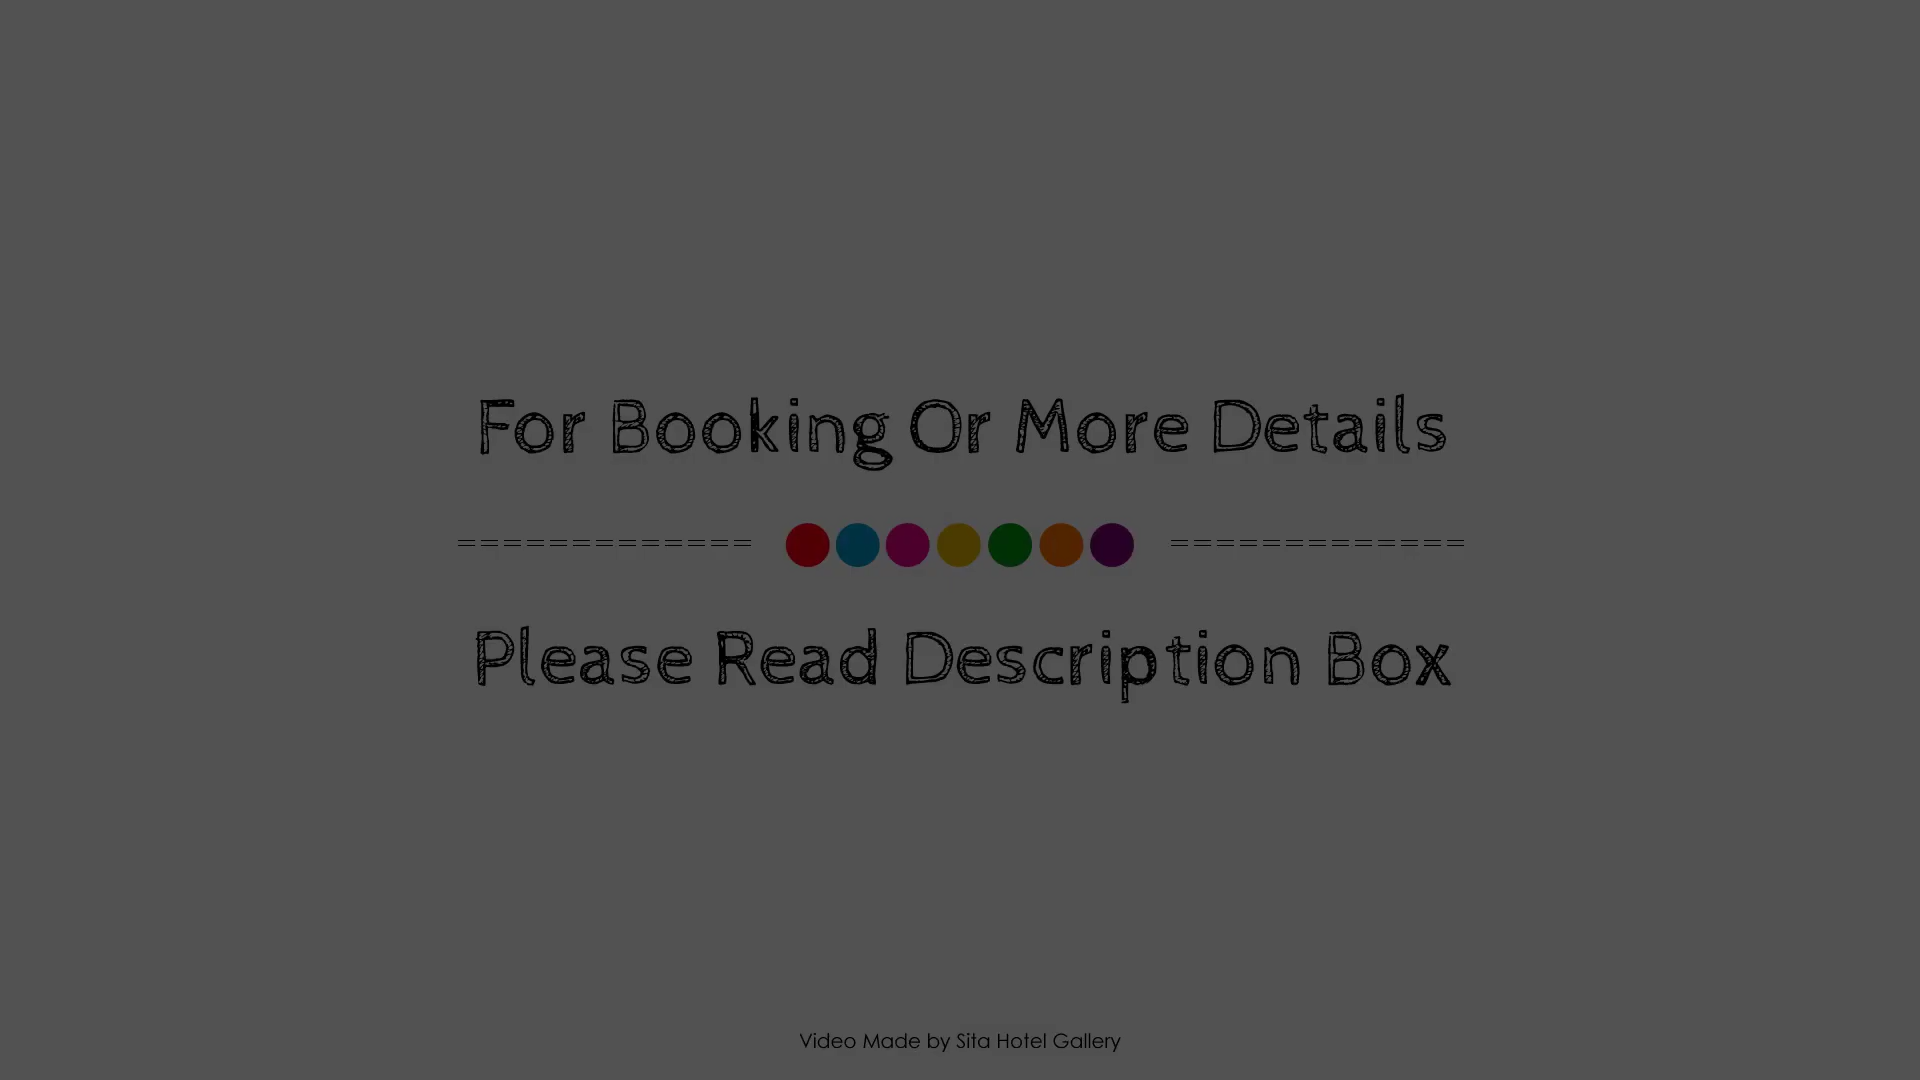 For Booking Or More Details
============= =============
Please Read Description Box
Video Made by Sita Hotel Gallery